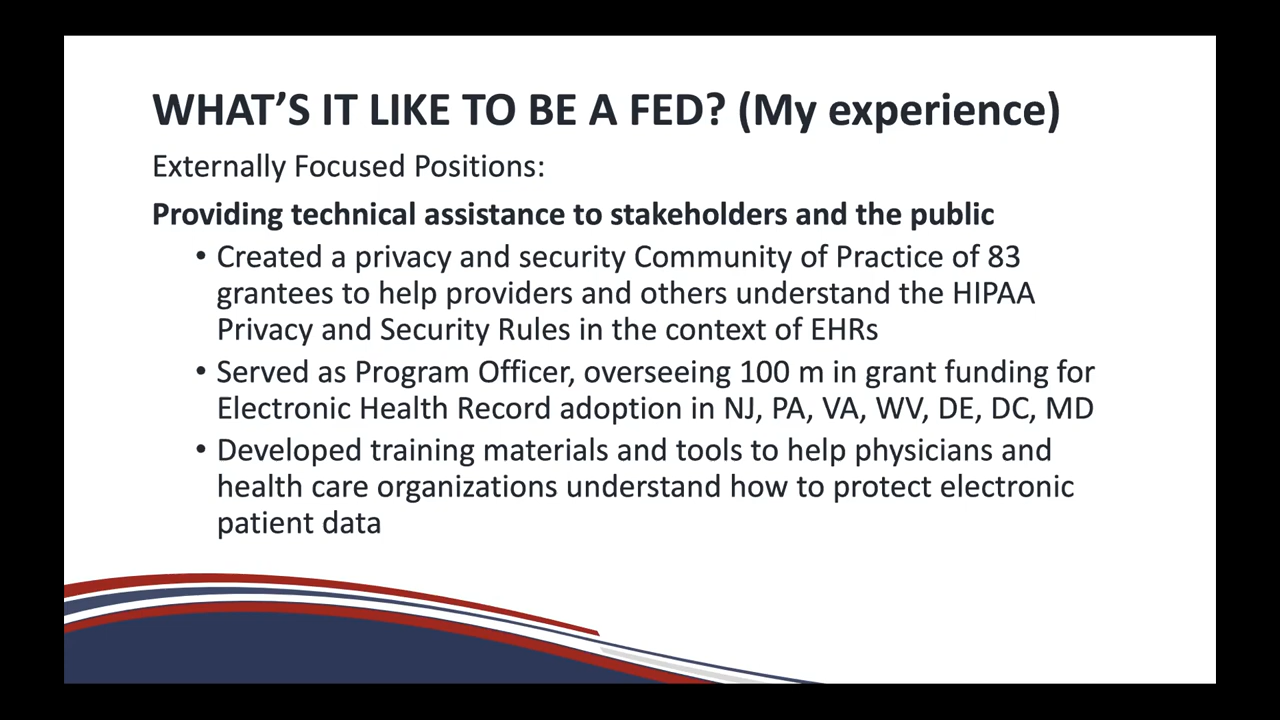 WHAT’S IT LIKE TO BE A FED? (My experience)
Externally Focused Positions:
Providing technical assistance to stakeholders and the public
• Created a privacy and security Community of Practice of 83
grantees to help providers and others understand the HIPAA
Privacy and Security Rules in the context of EHRs
• Served as Program Officer, overseeing 100 m in grant funding for
Electronic Health Record adoption in NJ, PA, VA, WV, DE, DC, MD
• Developed training materials and tools to help physicians and
health care organizations understand how to protect electronic
patient data